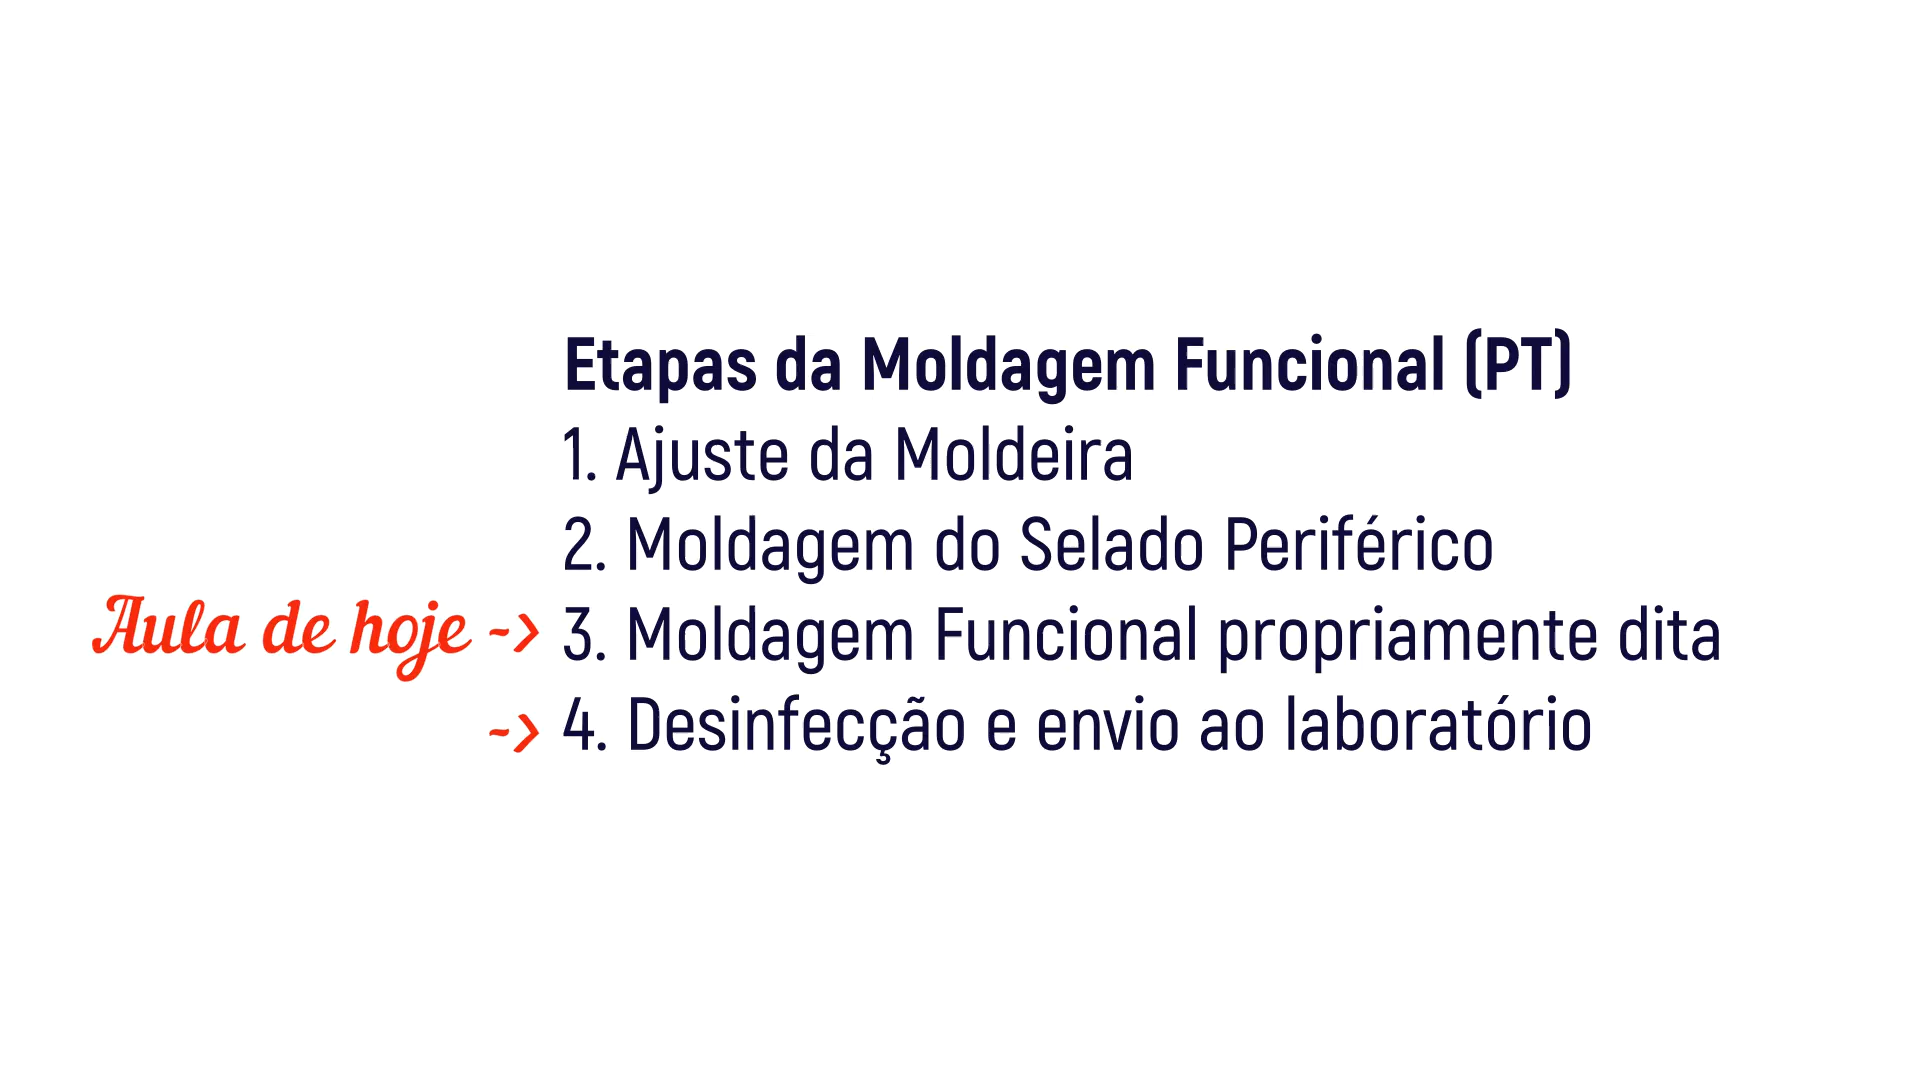 Etapas da Moldagem Funcional (PT)
1. Ajuste da Moldeira
2. Moldagem do Selado Periférico
Aula de hoje ~> 3. Moldagem Funcional propriamente dita
~> 4. Desinfecção e envio ao laboratório